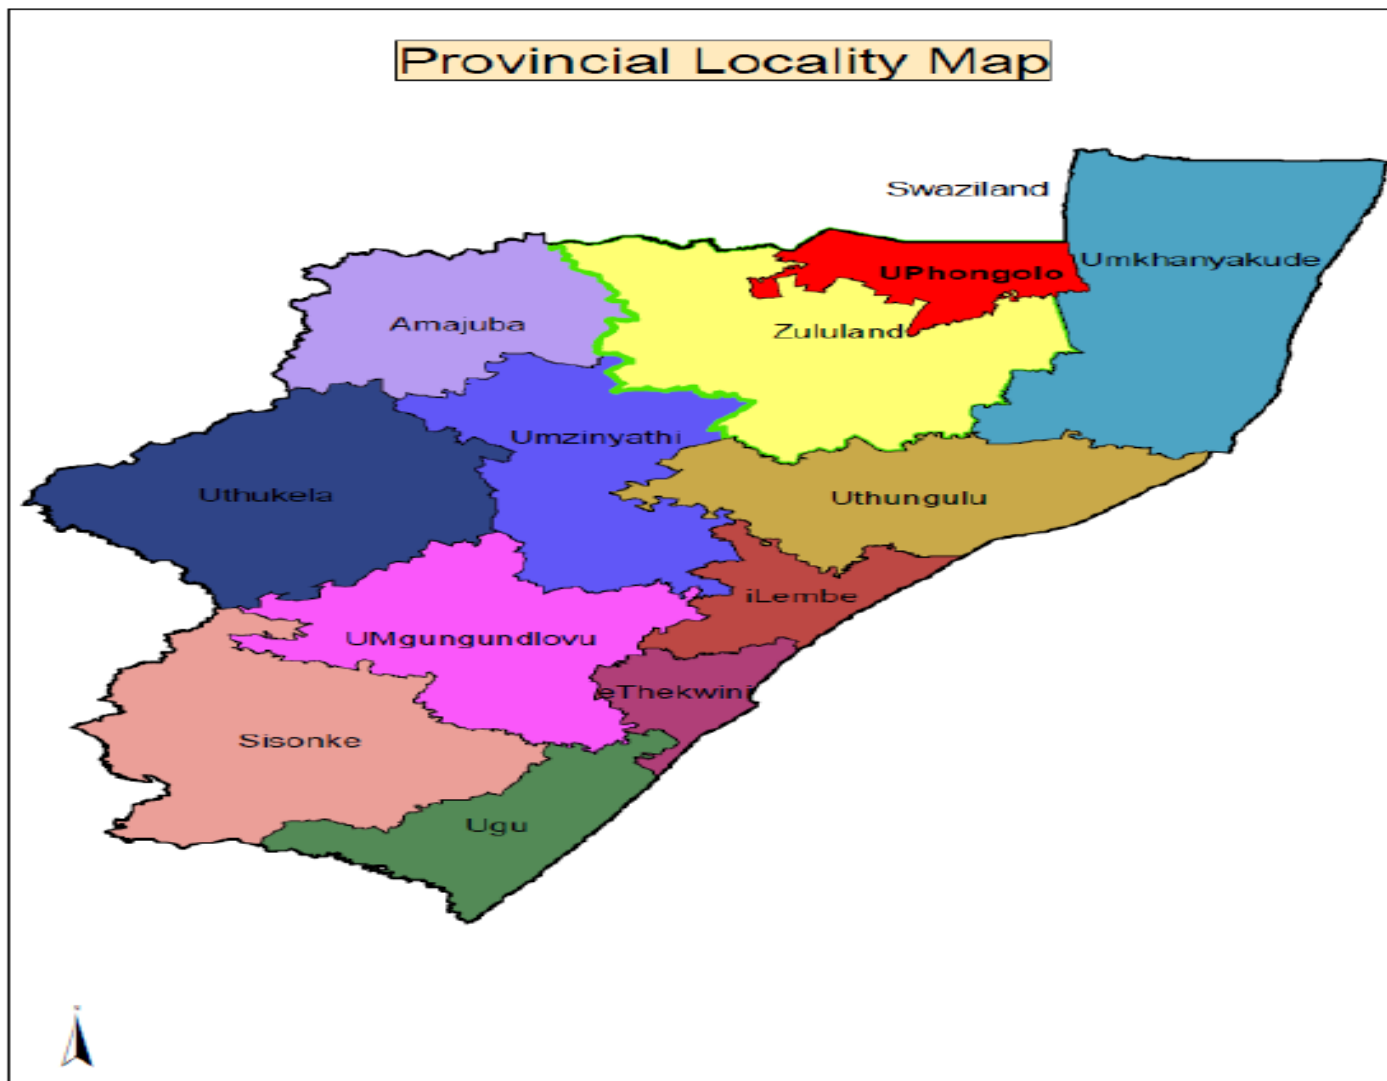 Provincial Locality Map
Swaziland
Umkhanyakude
UPhongolo
Amajuba
Zululand
Umzinyathi
Uthukela
Uthungulu
iLembe
UMgungundlovu
eThekwini
Sisonke
Ugu